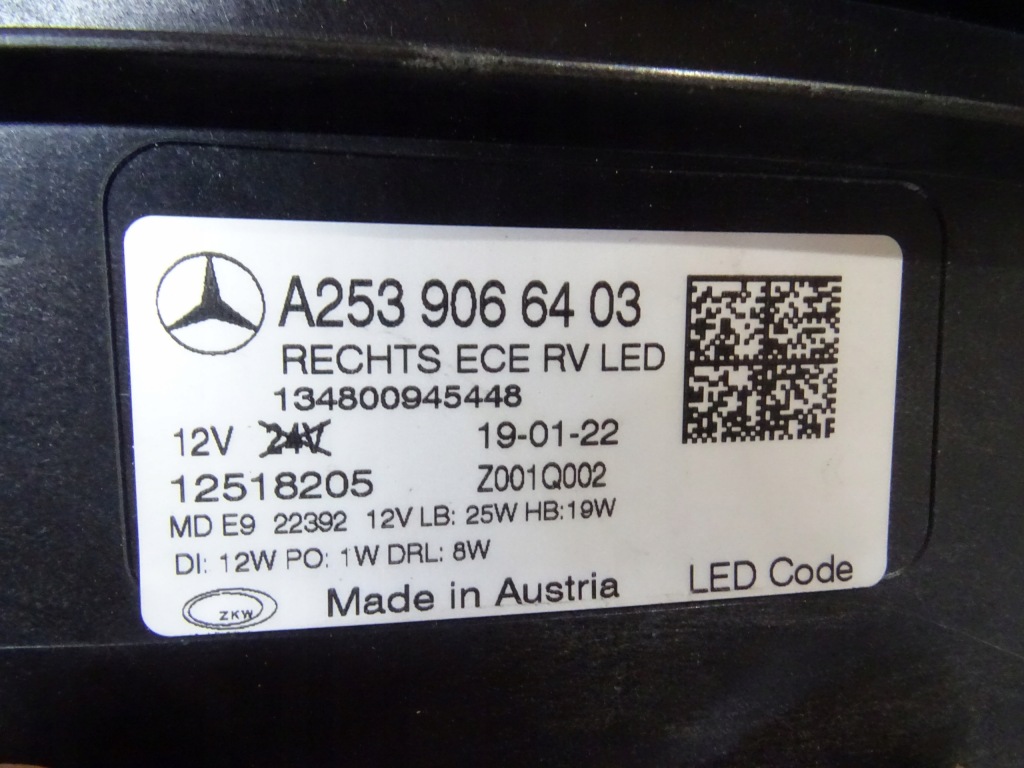 A253 906 64 03
RECHTS ECE RV LED
134800945448
12V 24V 19-01-22
12518205 Z001Q002
MD E9 22392 12V LB: 25W HB:19W
DI: 12W PO: 1W DRL: 8W
ZKW Made in Austria LED Code